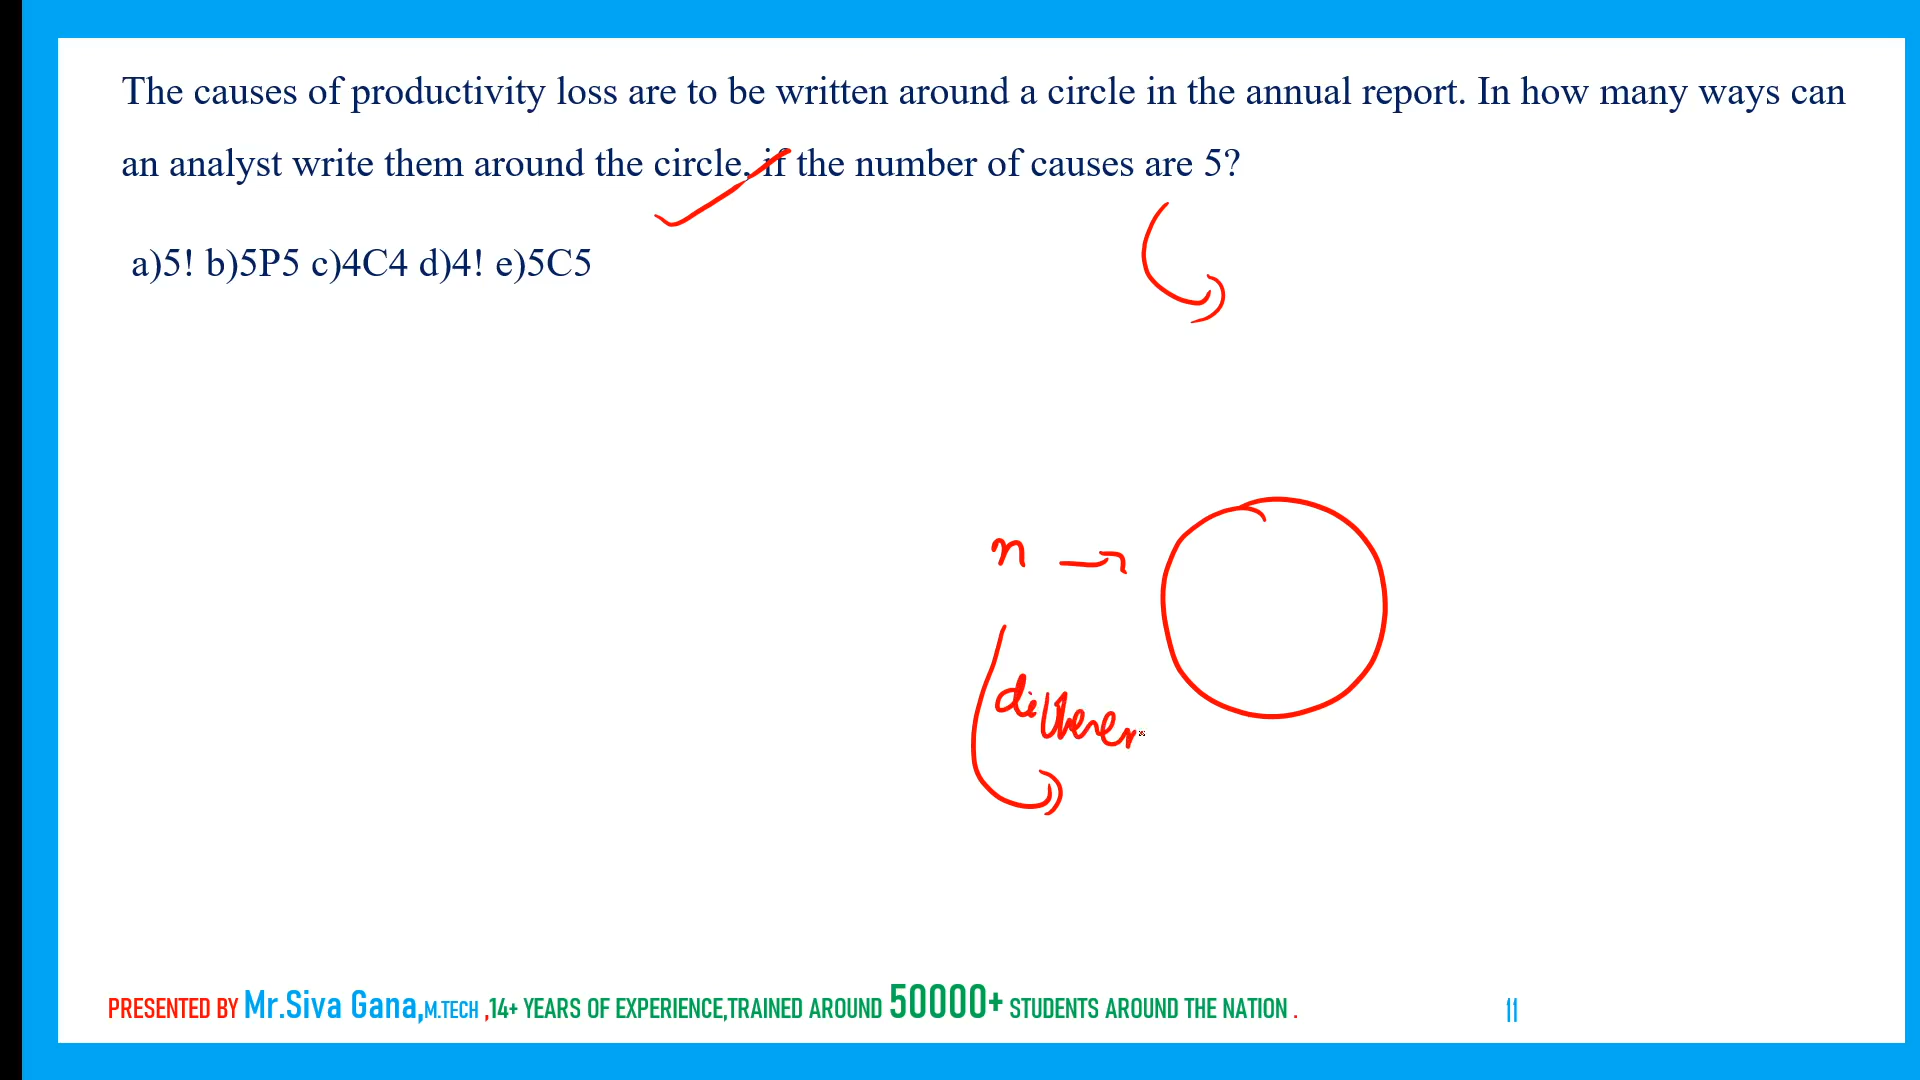 The causes of productivity loss are to be written around a circle in the annual report. In how many ways can
an analyst write them around the circle, if the number of causes are 5?
a)5! b)5P5 c)4C4 d)4! e)5C5
n
differen
PRESENTED BY Mr.Siva Gana,M.TECH ,14+ YEARS OF EXPERIENCE,TRAINED AROUND 50000+ STUDENTS AROUND THE NATION . 11